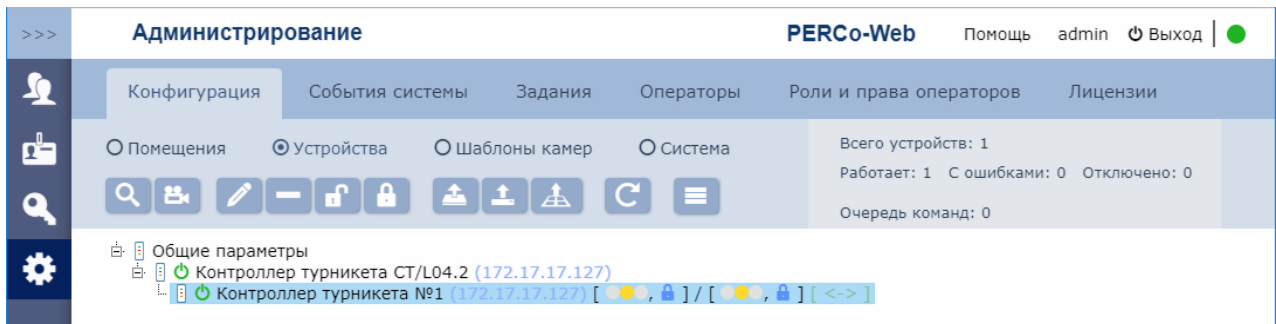 >>> Администрирование PERCo-Web Помощь admin Выход
Конфигурация События системы Задания Операторы Роли и права операторов Лицензии
Помещения Устройства Шаблоны камер Система Всего устройств: 1
Работает: 1 С ошибками: 0 Отключено: 0
Очередь команд: 0
Общие параметры
Контроллер турникета CT/L04.2 (172.17.17.127)
Контроллер турникета №1 (172.17.17.127) [ , ] / [ , ] [ <-> ]